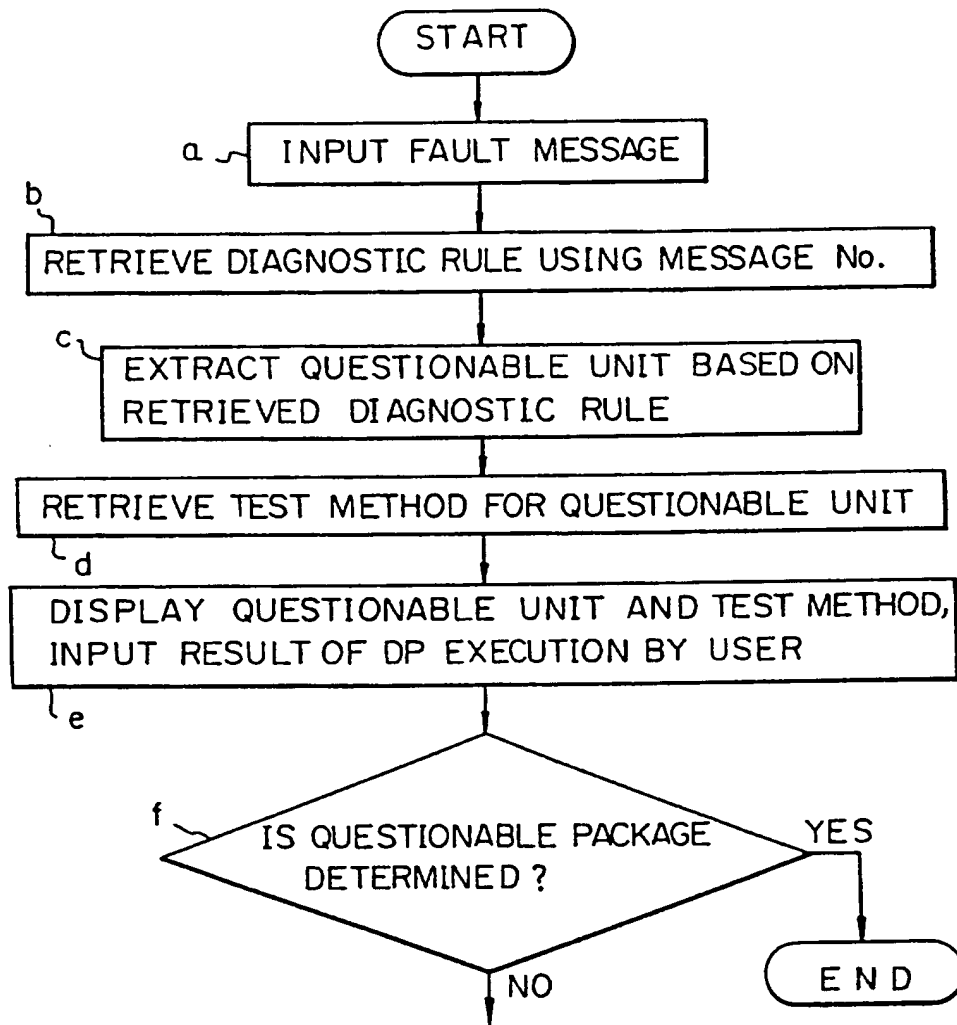 START
a
INPUT FAULT MESSAGE
b
RETRIEVE DIAGNOSTIC RULE USING MESSAGE No.
c
EXTRACT QUESTIONABLE UNIT BASED ON
RETRIEVED DIAGNOSTIC RULE
RETRIEVE TEST METHOD FOR QUESTIONABLE UNIT
d
DISPLAY QUESTIONABLE UNIT AND TEST METHOD,
INPUT RESULT OF DP EXECUTION BY USER
e
f
IS QUESTIONABLE PACKAGE
DETERMINED?
YES
NO
END